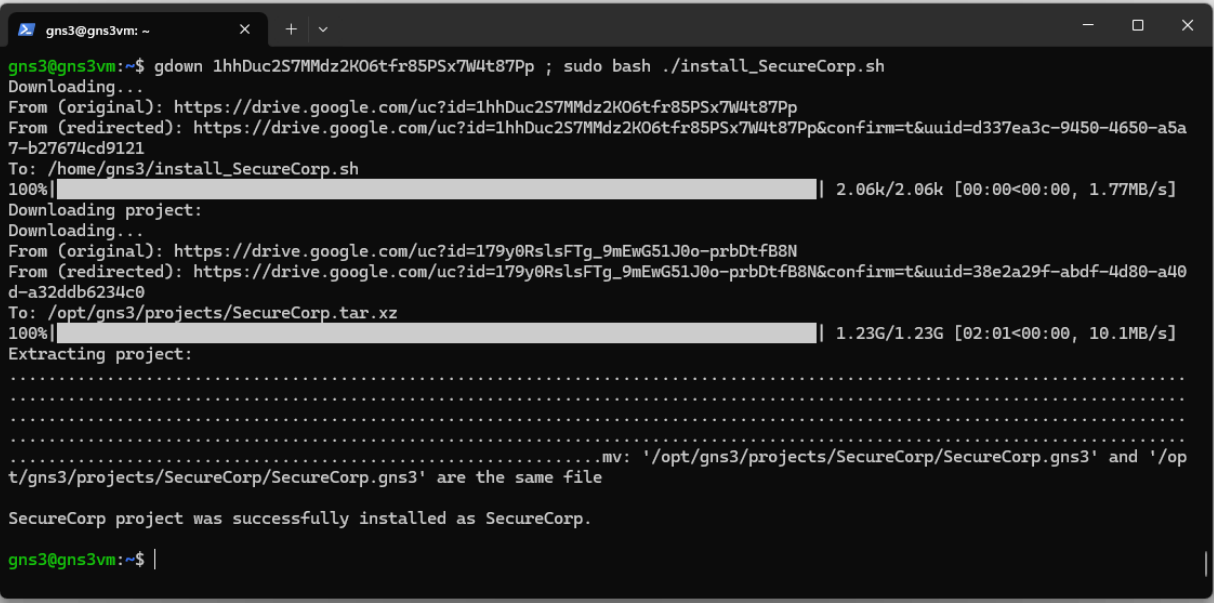 gns3@gns3vm: ~
gns3@gns3vm:~$ gdown 1hhDuc2S7MMdz2KO6tfr85PSx7W4t87Pp ; sudo bash ./install_SecureCorp.sh
Downloading...
From (original): https://drive.google.com/uc?id=1hhDuc2S7MMdz2KO6tfr85PSx7W4t87Pp
From (redirected): https://drive.google.com/uc?id=1hhDuc2S7MMdz2KO6tfr85PSx7W4t87Pp&confirm=t&uuid=d337ea3c-9450-4650-a5a
7-b27674cd9121
To: /home/gns3/install_SecureCorp.sh
100%| | 2.06k/2.06k [00:00<00:00, 1.77MB/s]
Downloading project:
Downloading...
From (original): https://drive.google.com/uc?id=179y0RslsFTg_9mEwG51J0o-prbDtfB8N
From (redirected): https://drive.google.com/uc?id=179y0RslsFTg_9mEwG51J0o-prbDtfB8N&confirm=t&uuid=38e2a29f-abdf-4d80-a40
d-a32ddb6234c0
To: /opt/gns3/projects/SecureCorp.tar.xz
100%| | 1.23G/1.23G [02:01<00:00, 10.1MB/s]
Extracting project:
.........................................................................................................................
.........................................................................................................................
.........................................................................................................................
.........................................................................................................................
.............................................................mv: '/opt/gns3/projects/SecureCorp/SecureCorp.gns3' and '/op
t/gns3/projects/SecureCorp/SecureCorp.gns3' are the same file
SecureCorp project was successfully installed as SecureCorp.
gns3@gns3vm:~$